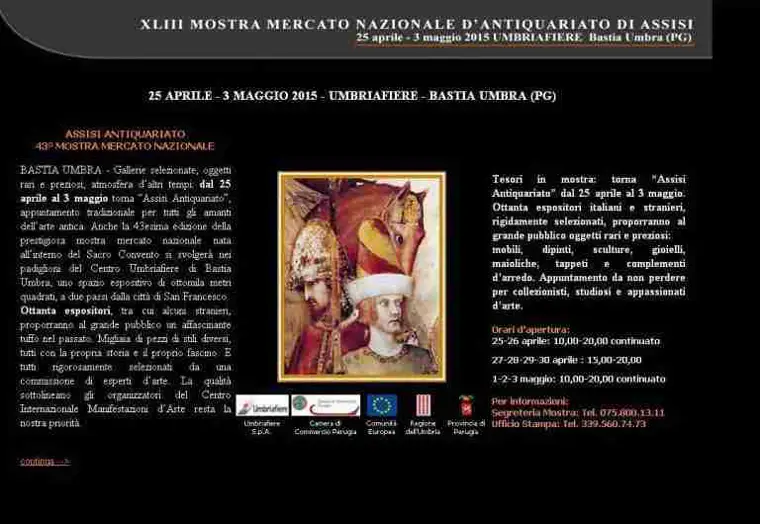 XLIII MOSTRA MERCATO NAZIONALE D'ANTIQUARIATO DI ASSISI
25 aprile - 3 maggio 2015 UMBRIAFIERE Bastia Umbra (PG)
25 APRILE - 3 MAGGIO 2015 - UMBRIAFIERE - BASTIA UMBRA (PG)
ASSISI ANTIQUARIATO
43ª MOSTRA MERCATO NAZIONALE
BASTIA UMBRA - Gallerie selezionate, oggetti
rari e preziosi, atmosfera d'altri tempi: dal 25
aprile al 3 maggio torna "Assisi Antiquariato",
appuntamento tradizionale per tutti gli amanti
dell'arte antica. Anche la 43esima edizione della
prestigiosa mostra mercato nazionale nata
all'interno del Sacro Convento si svolgerà nei
padiglioni del Centro Umbriafiere di Bastia
Umbra, uno spazio espositivo di ottomila metri
quadrati, a due passi dalla città di San Francesco.
Ottanta espositori, tra cui alcuni stranieri,
proporranno al grande pubblico un affascinante
tuffo nel passato. Migliaia di pezzi di stili diversi,
tutti con la propria storia e il proprio fascino. E
tutti rigorosamente selezionati da una
commissione di esperti d'arte. La qualità
sottolineano gli organizzatori del Centro
Internazionale Manifestazioni d'Arte resta la
nostra priorità.
continua --->
Umbriafiere
Umbriafiere
S.p.A.
Camera di
Commercio Perugia
Comunità
Europea
Regione
dell'Umbria
Provincia di
Perugia
Tesori in mostra: torna "Assisi
Antiquariato" dal 25 aprile al 3 maggio.
Ottanta espositori italiani e stranieri,
rigidamente selezionati, proporranno al
grande pubblico oggetti rari e preziosi:
mobili, dipinti, sculture, gioielli,
maioliche, tappeti e complementi
d'arredo. Appuntamento da non perdere
per collezionisti, studiosi e appassionati
d'arte.
Orari d'apertura:
25-26 aprile: 10,00-20,00 continuato
27-28-29-30 aprile : 15,00-20,00
1-2-3 maggio: 10,00-20,00 continuato
Per informazioni:
Segreteria Mostra: Tel. 075.800.13.11
Ufficio Stampa: Tel. 339.560.74.73